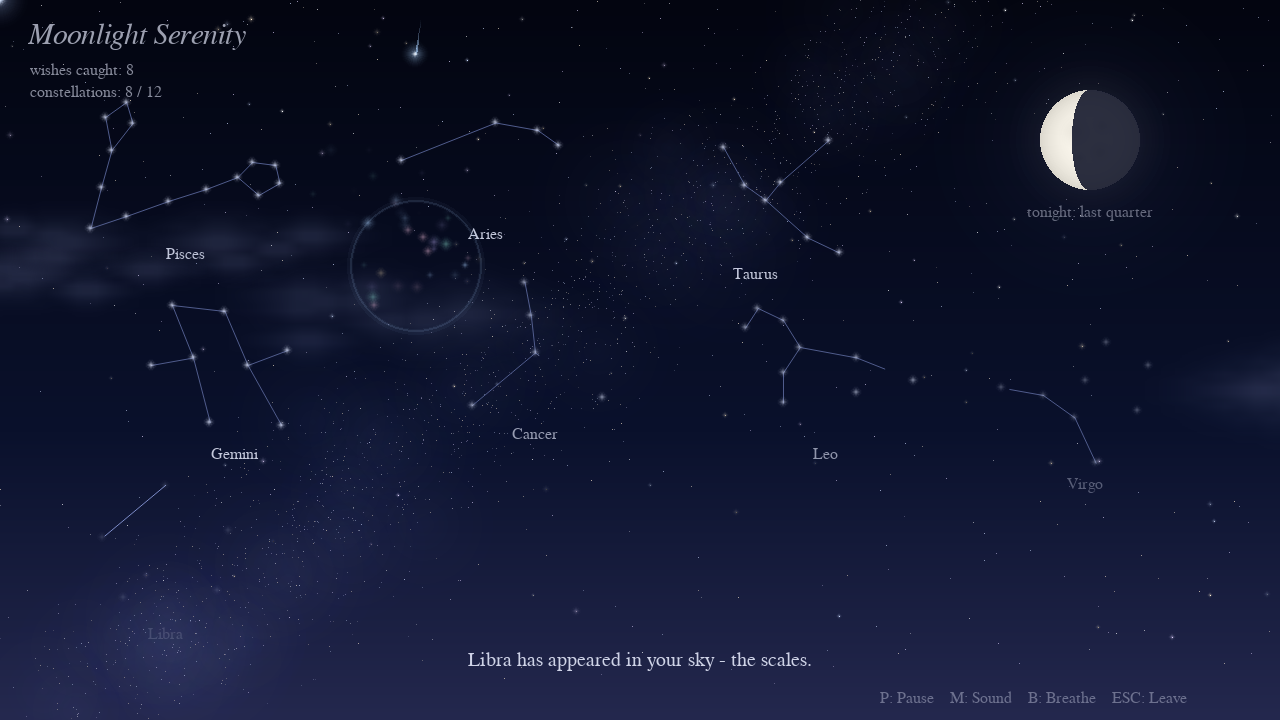 Moonlight Serenity
wishes caught: 8
constellations: 8 / 12
tonight: last quarter
Aries
Pisces
Taurus
Cancer
Gemini
Leo
Virgo
Libra
Libra has appeared in your sky - the scales.
P: Pause M: Sound B: Breathe ESC: Leave